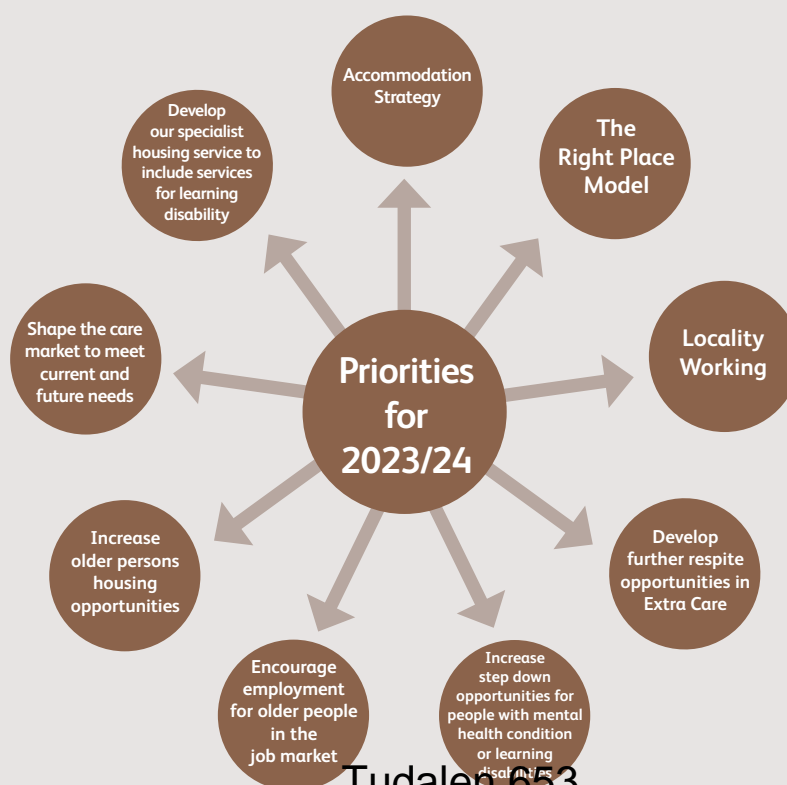 Priorities
for
2023/24
Accommodation
Strategy
The
Right Place
Model
Locality
Working
Develop
further respite
opportunities in
Extra Care
Increase
step down
opportunities for
people with mental
health condition
or learning
disabilities
Encourage
employment
for older people
in the
job market
Increase
older persons
housing
opportunities
Shape the care
market to meet
current and
future needs
Develop
our specialist
housing service to
include services
for learning
disability
Tudalen 653